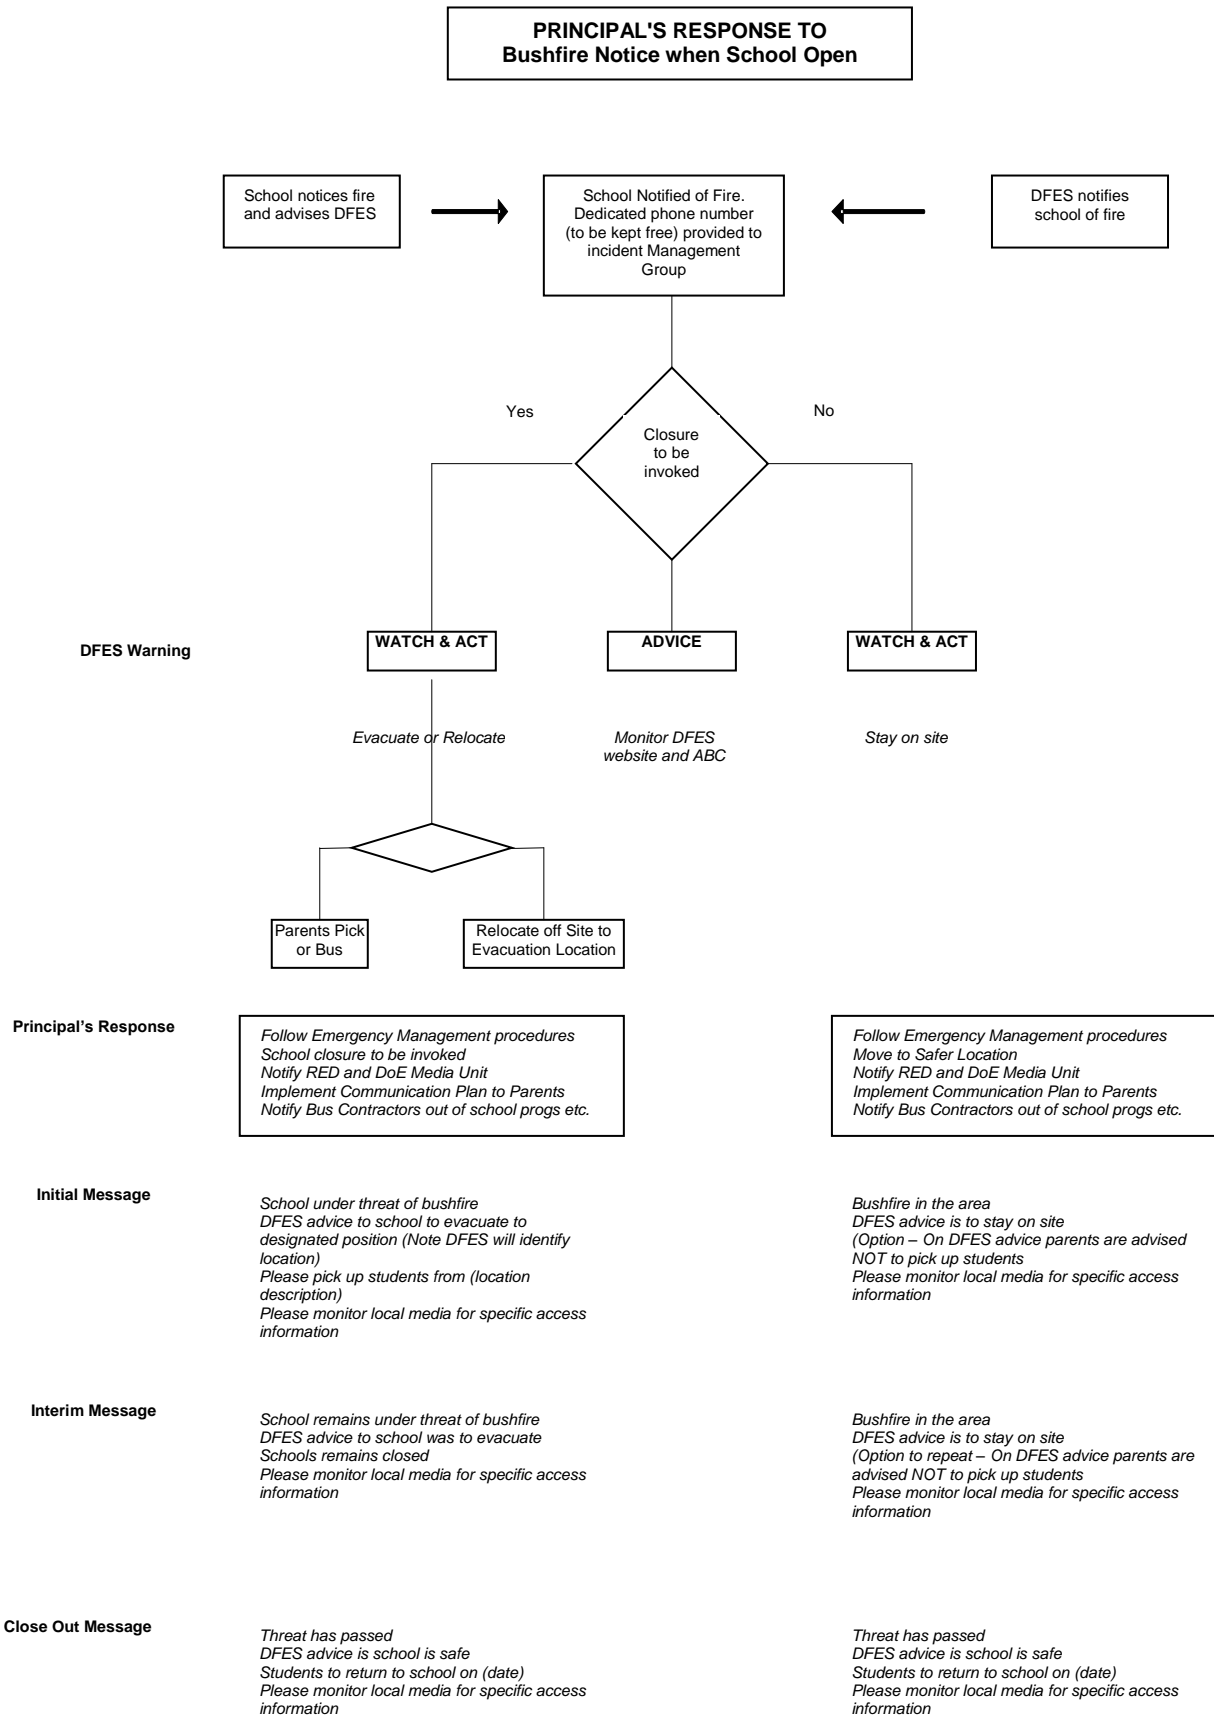 PRINCIPAL'S RESPONSE TO
Bushfire Notice when School Open
School notices fire
and advises DFES
School Notified of Fire.
Dedicated phone number
(to be kept free) provided to
incident Management
Group
DFES notifies
school of fire
Yes
No
Closure
to be
invoked
DFES Warning
WATCH & ACT
ADVICE
WATCH & ACT
Evacuate or Relocate
Monitor DFES
website and ABC
Stay on site
Parents Pick
or Bus
Relocate off Site to
Evacuation Location
Principal's Response
Follow Emergency Management procedures
School closure to be invoked
Notify RED and DoE Media Unit
Implement Communication Plan to Parents
Notify Bus Contractors out of school progs etc.
Follow Emergency Management procedures
Move to Safer Location
Notify RED and DoE Media Unit
Implement Communication Plan to Parents
Notify Bus Contractors out of school progs etc.
Initial Message
School under threat of bushfire
DFES advice to school to evacuate to
designated position (Note DFES will identify
location)
Please pick up students from (location
description)
Please monitor local media for specific access
information
Bushfire in the area
DFES advice is to stay on site
(Option – On DFES advice parents are advised
NOT to pick up students
Please monitor local media for specific access
information
Interim Message
School remains under threat of bushfire
DFES advice to school was to evacuate
Schools remains closed
Please monitor local media for specific access
information
Bushfire in the area
DFES advice is to stay on site
(Option to repeat – On DFES advice parents are
advised NOT to pick up students
Please monitor local media for specific access
information
Close Out Message
Threat has passed
DFES advice is school is safe
Students to return to school on (date)
Please monitor local media for specific access
information
Threat has passed
DFES advice is school is safe
Students to return to school on (date)
Please monitor local media for specific access
information